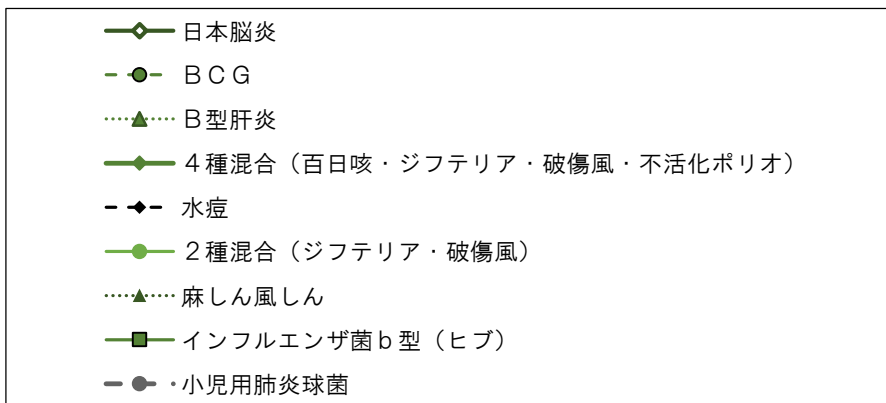 日本脳炎
ＢＣＧ
Ｂ型肝炎
４種混合（百日咳・ジフテリア・破傷風・不活化ポリオ）
水痘
２種混合（ジフテリア・破傷風）
麻しん風しん
インフルエンザ菌ｂ型（ヒブ）
小児用肺炎球菌